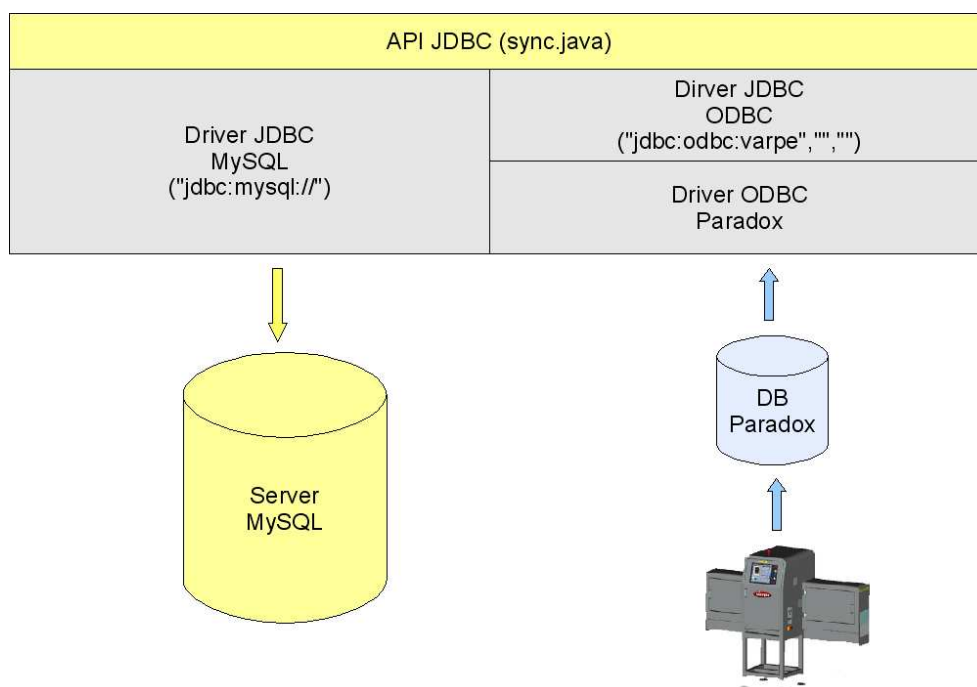 API JDBC (sync.java)
Driver JDBC
MySQL
("jdbc:mysql://")
Dirver JDBC
ODBC
("jdbc:odbc:varpe","","")
Driver ODBC
Paradox
DB
Paradox
Server
MySQL